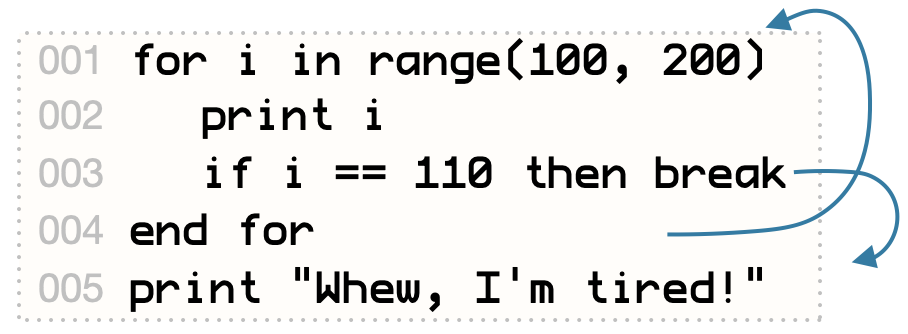 001 for i in range(100, 200)
002 print i
003 if i == 110 then break
004 end for
005 print "Whew, I'm tired!"